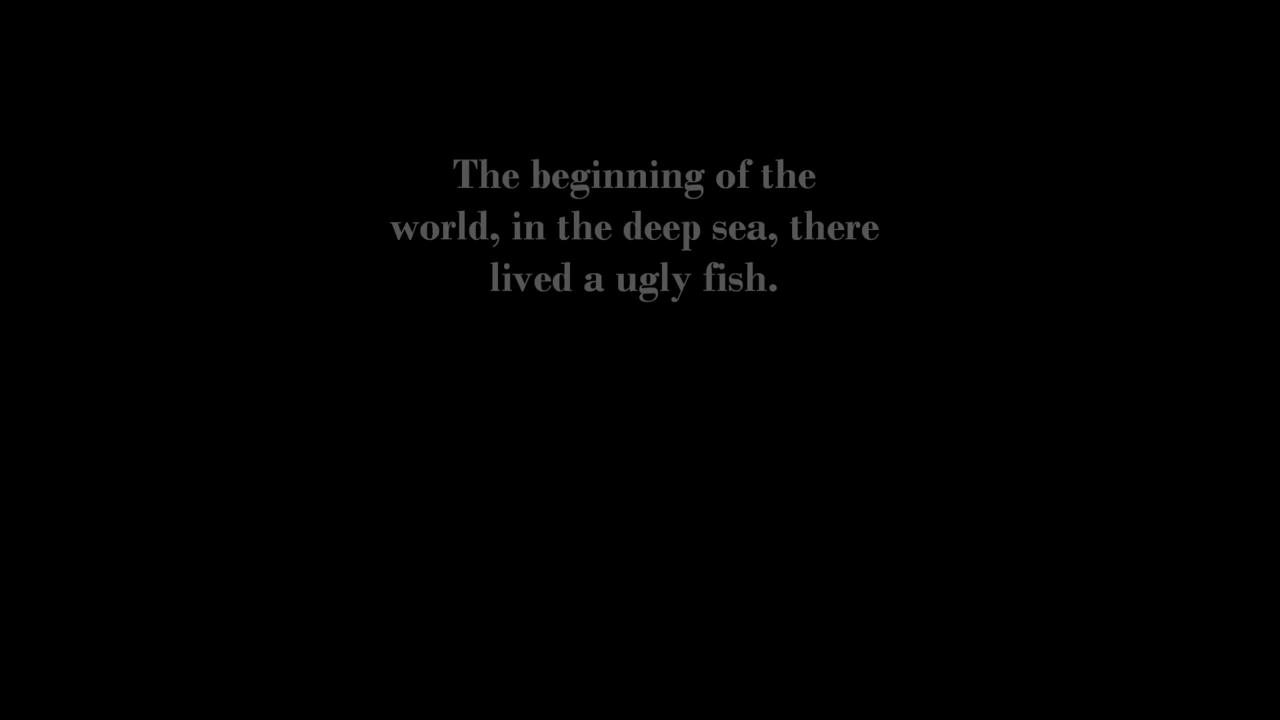 The beginning of the
world, in the deep sea, there
lived a ugly fish.